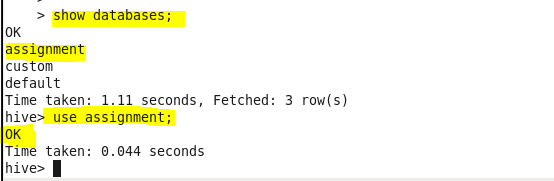 > show databases;
OK
assignment
custom
default
Time taken: 1.11 seconds, Fetched: 3 row(s)
hive> use assignment;
OK
Time taken: 0.044 seconds
hive>